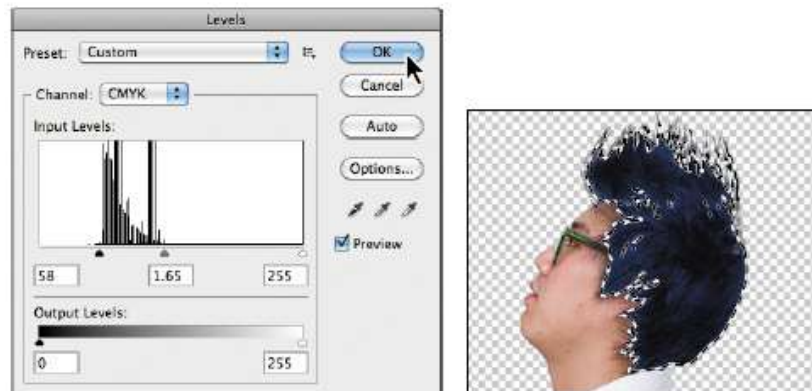 Levels
Preset: Custom
OK
Channel: CMYK
Cancel
Input Levels:
Auto
Options...
Preview
58 1.65 255
Output Levels:
0 255